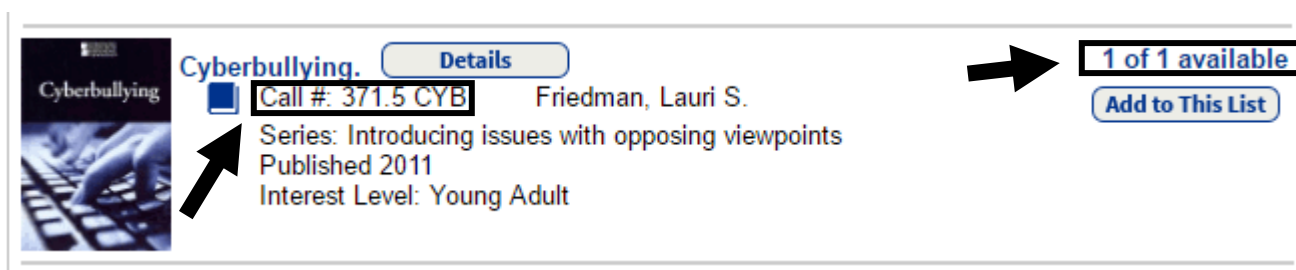 Cyberbullying
Cyberbullying. Details
Call #: 371.5 CYB Friedman, Lauri S.
Series: Introducing issues with opposing viewpoints
Published 2011
Interest Level: Young Adult
1 of 1 available
Add to This List